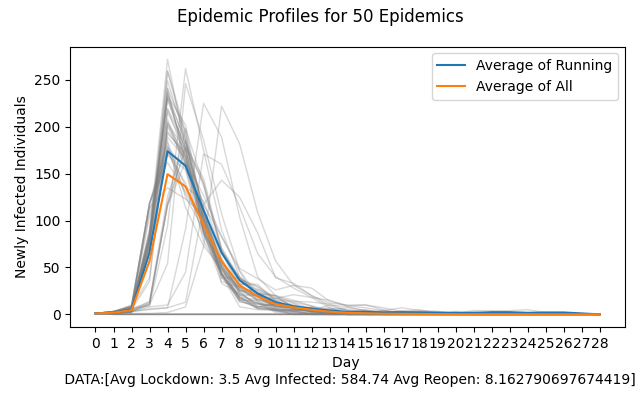 Epidemic Profiles for 50 Epidemics
Average of Running
Average of All
Newly Infected Individuals
250
200
150
100
50
0
0 1 2 3 4 5 6 7 8 9 10 11 12 13 14 15 16 17 18 19 20 21 22 23 24 25 26 27 28
Day
DATA:[Avg Lockdown: 3.5 Avg Infected: 584.74 Avg Reopen: 8.162790697674419]